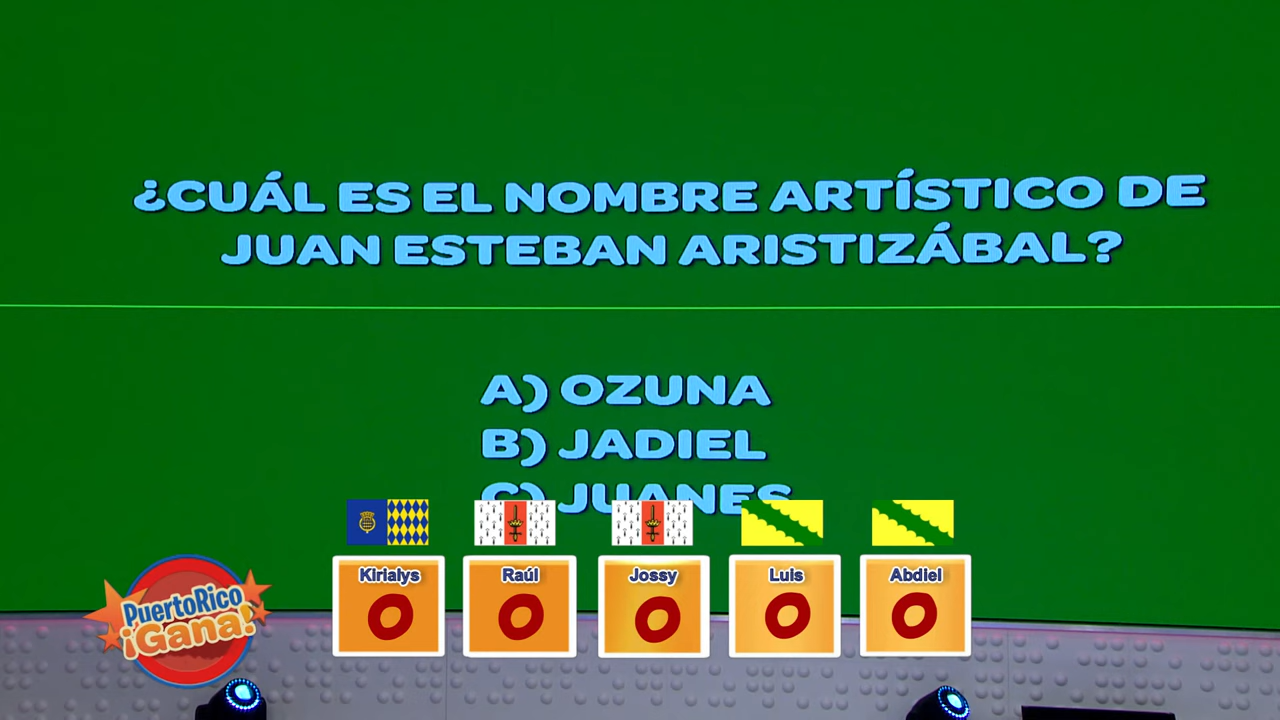 ¿CUÁL ES EL NOMBRE ARTÍSTICO DE
JUAN ESTEBAN ARISTIZÁBAL?
A) OZUNA
B) JADIEL
C) JUANES
Kirialys
Raúl
Jossy
Luis
Abdiel
0
0
0
0
0
PuertoRico
¡Gana!